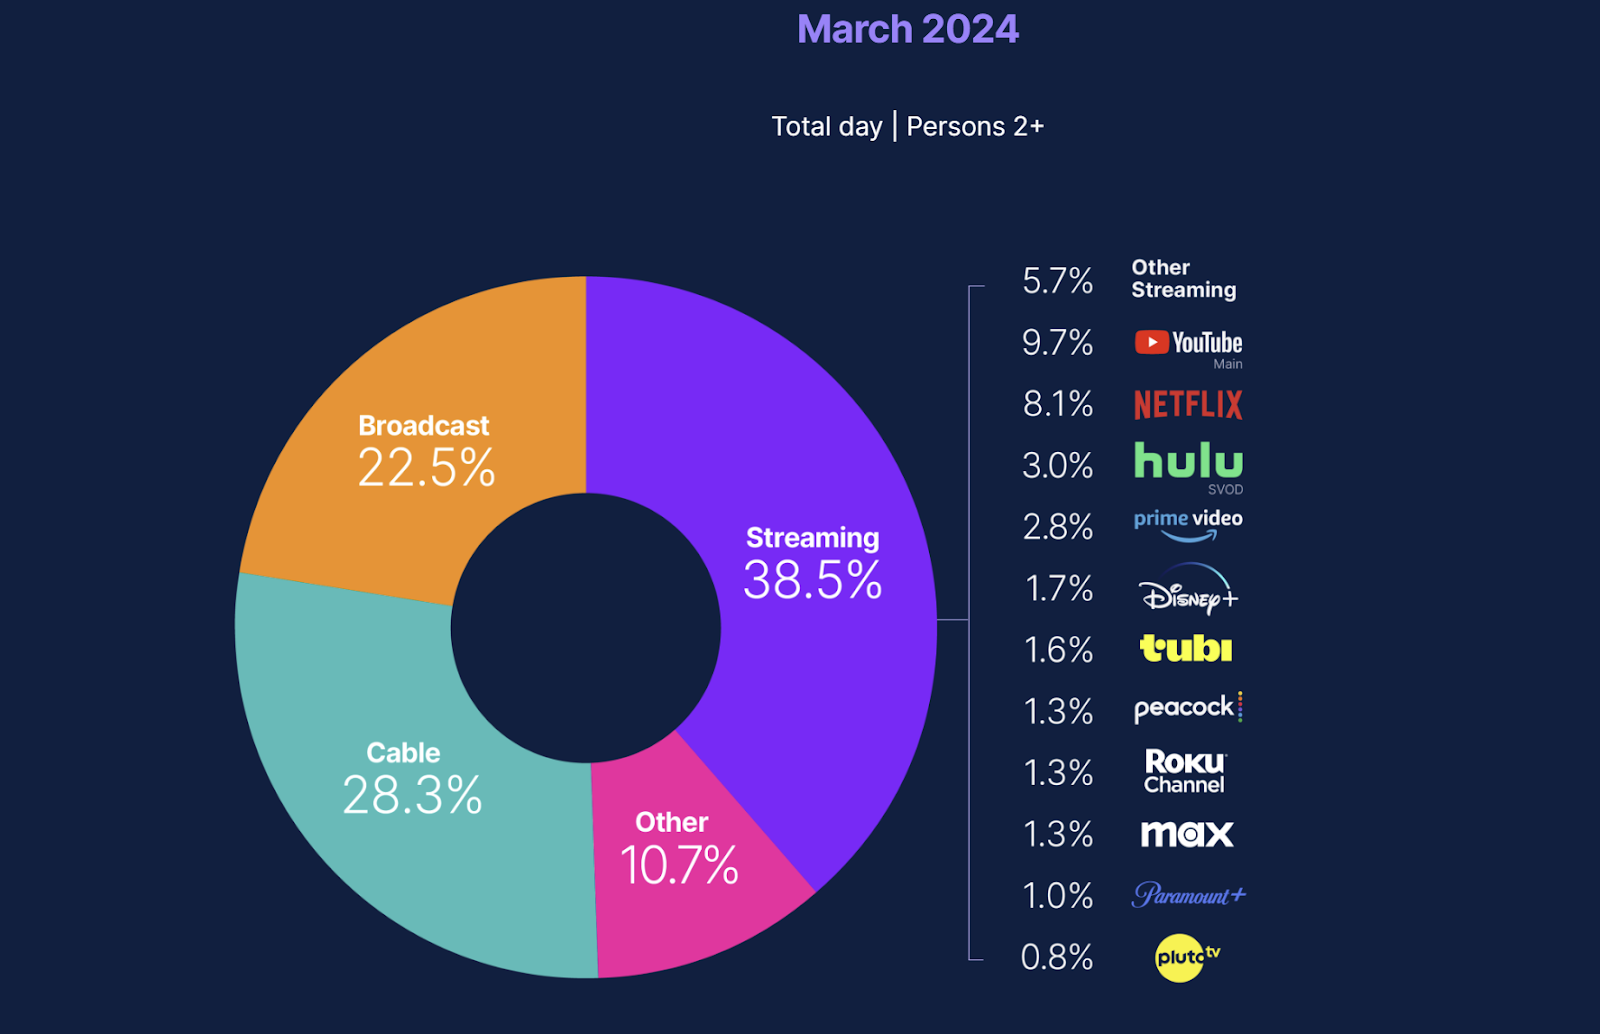 March 2024
Total day | Persons 2+
Broadcast
22.5%
Streaming
38.5%
Cable
28.3%
Other
10.7%
5.7% Other
Streaming
9.7% YouTube
Main
8.1% NETFLIX
3.0% hulu
SVOD
2.8% prime video
1.7% Disney+
1.6% tubi
1.3% peacock
1.3% Roku
Channel
1.3% max
1.0% Paramount+
0.8% pluto tv